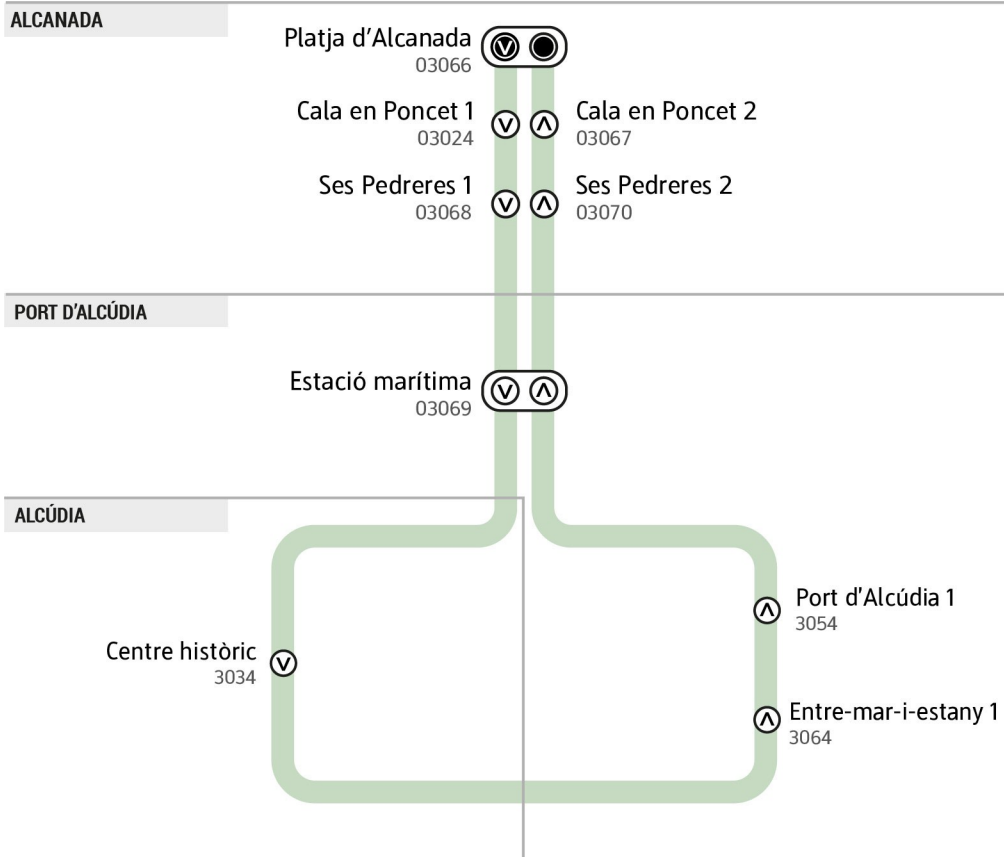 ALCANADA
Platja d'Alcanada
03066
Cala en Poncet 1
03024
Cala en Poncet 2
03067
Ses Pedreres 1
03068
Ses Pedreres 2
03070
PORT D'ALCÚDIA
Estació marítima
03069
ALCÚDIA
Port d'Alcúdia 1
3054
Centre històric
3034
Entre-mar-i-estany 1
3064